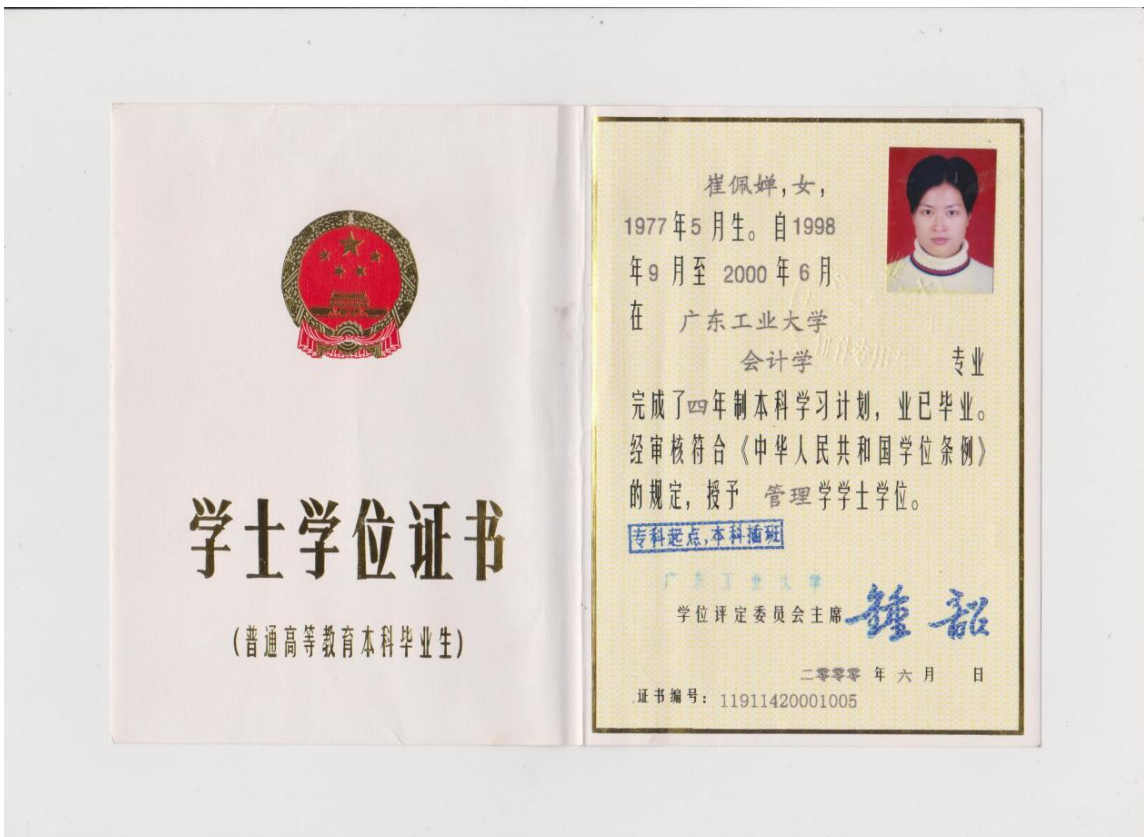 学士学位证书
(普通高等教育本科毕业生)
崔佩婵,女,
1977年5月生。自1998
年9月至2000年6月
在 广东工业大学
会计学 专业
完成了四年制本科学习计划,业已毕业。
经审核符合《中华人民共和国学位条例》
的规定,授予 管理学学士学位。
专科起点,本科插班
广东工业大学
学位评定委员会主席 鍾韶
二零零零年六月 日
证书编号:11911420001005